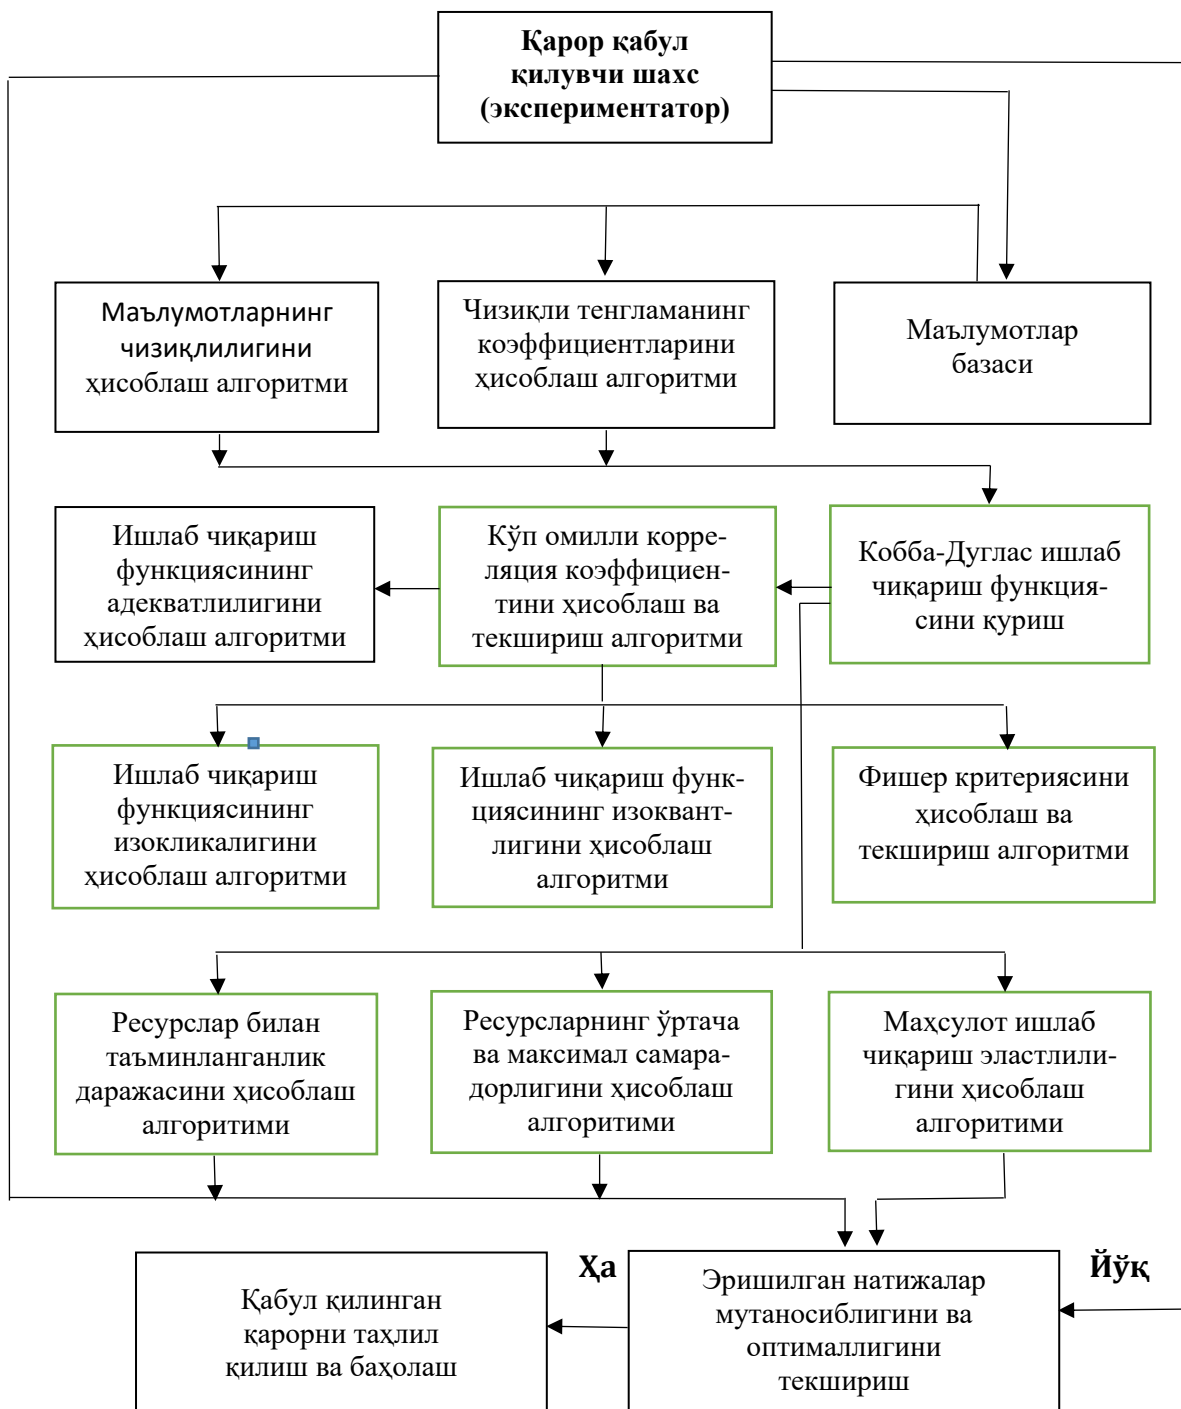 Қарор қабул
қилувчи шахс
(экспериментатор)
Маълумотларнинг
чизиқлилигини
ҳисоблаш алгоритми
Чизиқли тенгламанинг
коэффициентларини
ҳисоблаш алгоритми
Маълумотлар
базаси
Ишлаб чиқариш
функциясининг
адекватлилигини
ҳисоблаш алгоритми
Кўп омилли корре-
ляция коэффициен-
тини ҳисоблаш ва
текшириш алгоритми
Кобба-Дуглас ишлаб
чиқариш функция-
сини қуриш
Ишлаб чиқариш
функциясининг
изокликалигини
ҳисоблаш алгоритми
Ишлаб чиқариш функ-
циясининг изоквант-
лигини ҳисоблаш
алгоритми
Фишер критериясини
ҳисоблаш ва
текшириш алгоритми
Ресурслар билан
таъминланганлик
даражасини ҳисоблаш
алгоритими
Ресурсларнинг ўртача
ва максимал самара-
дорлигини ҳисоблаш
алгоритими
Маҳсулот ишлаб
чиқариш эластлили-
гини ҳисоблаш
алгоритими
Қабул қилинган
қарорни таҳлил
қилиш ва баҳолаш
Ҳа
Эришилган натижалар
мутаносиблигини ва
оптималлигини
текшириш
Йўқ